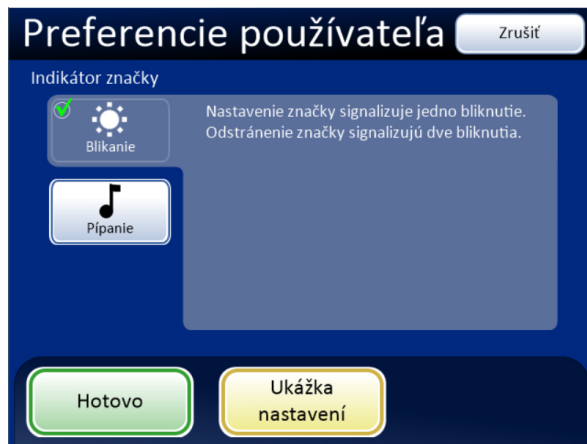 Preferencie používateľa
Zrušiť
Indikátor značky
Blikanie
Nastavenie značky signalizuje jedno bliknutie.
Odstránenie značky signalizujú dve bliknutia.
Pípanie
Hotovo
Ukážka
nastavení